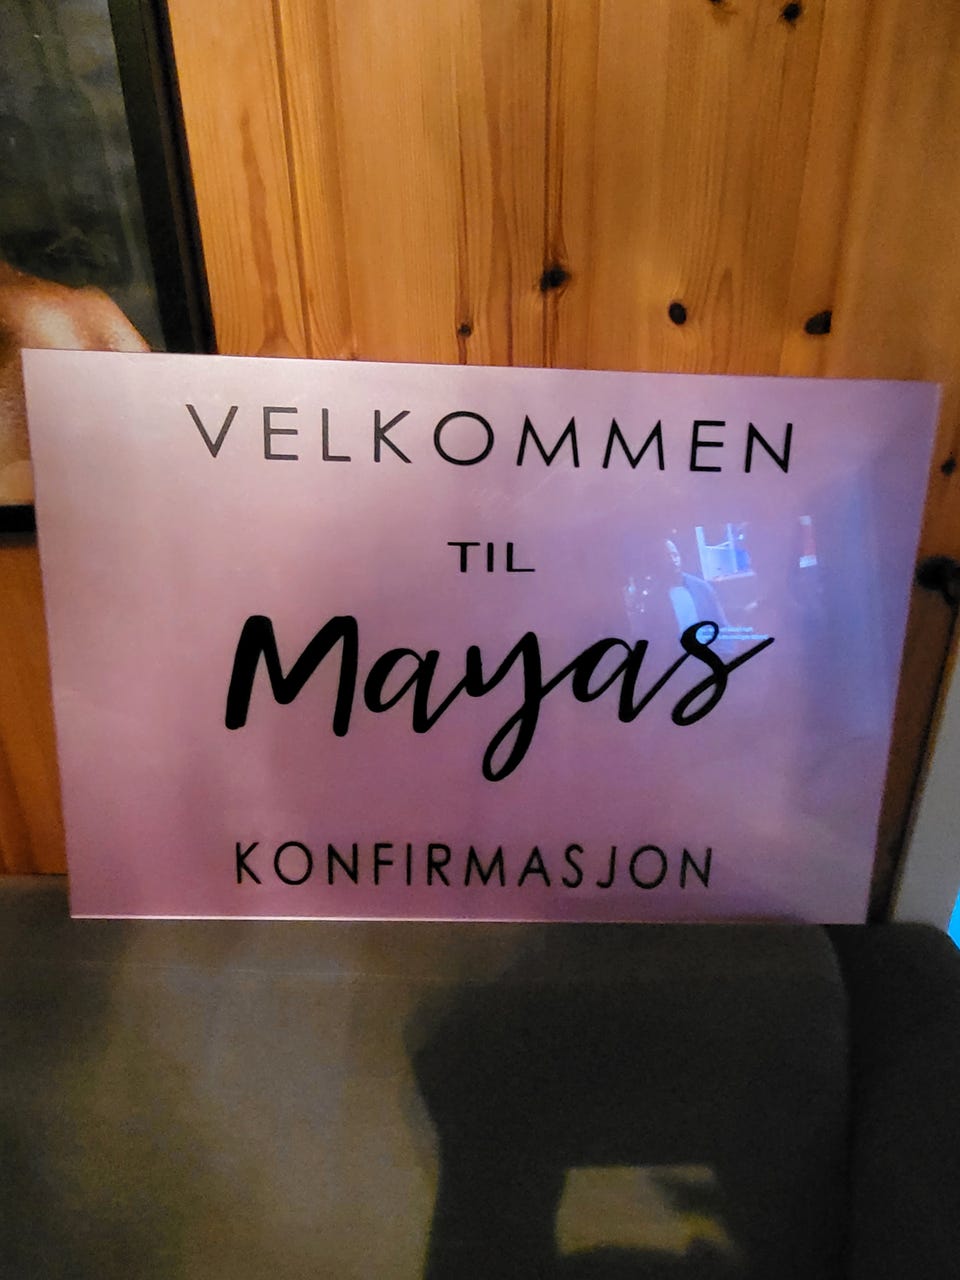 VELKOMMEN
TIL
Mayas
KONFIRMASJON